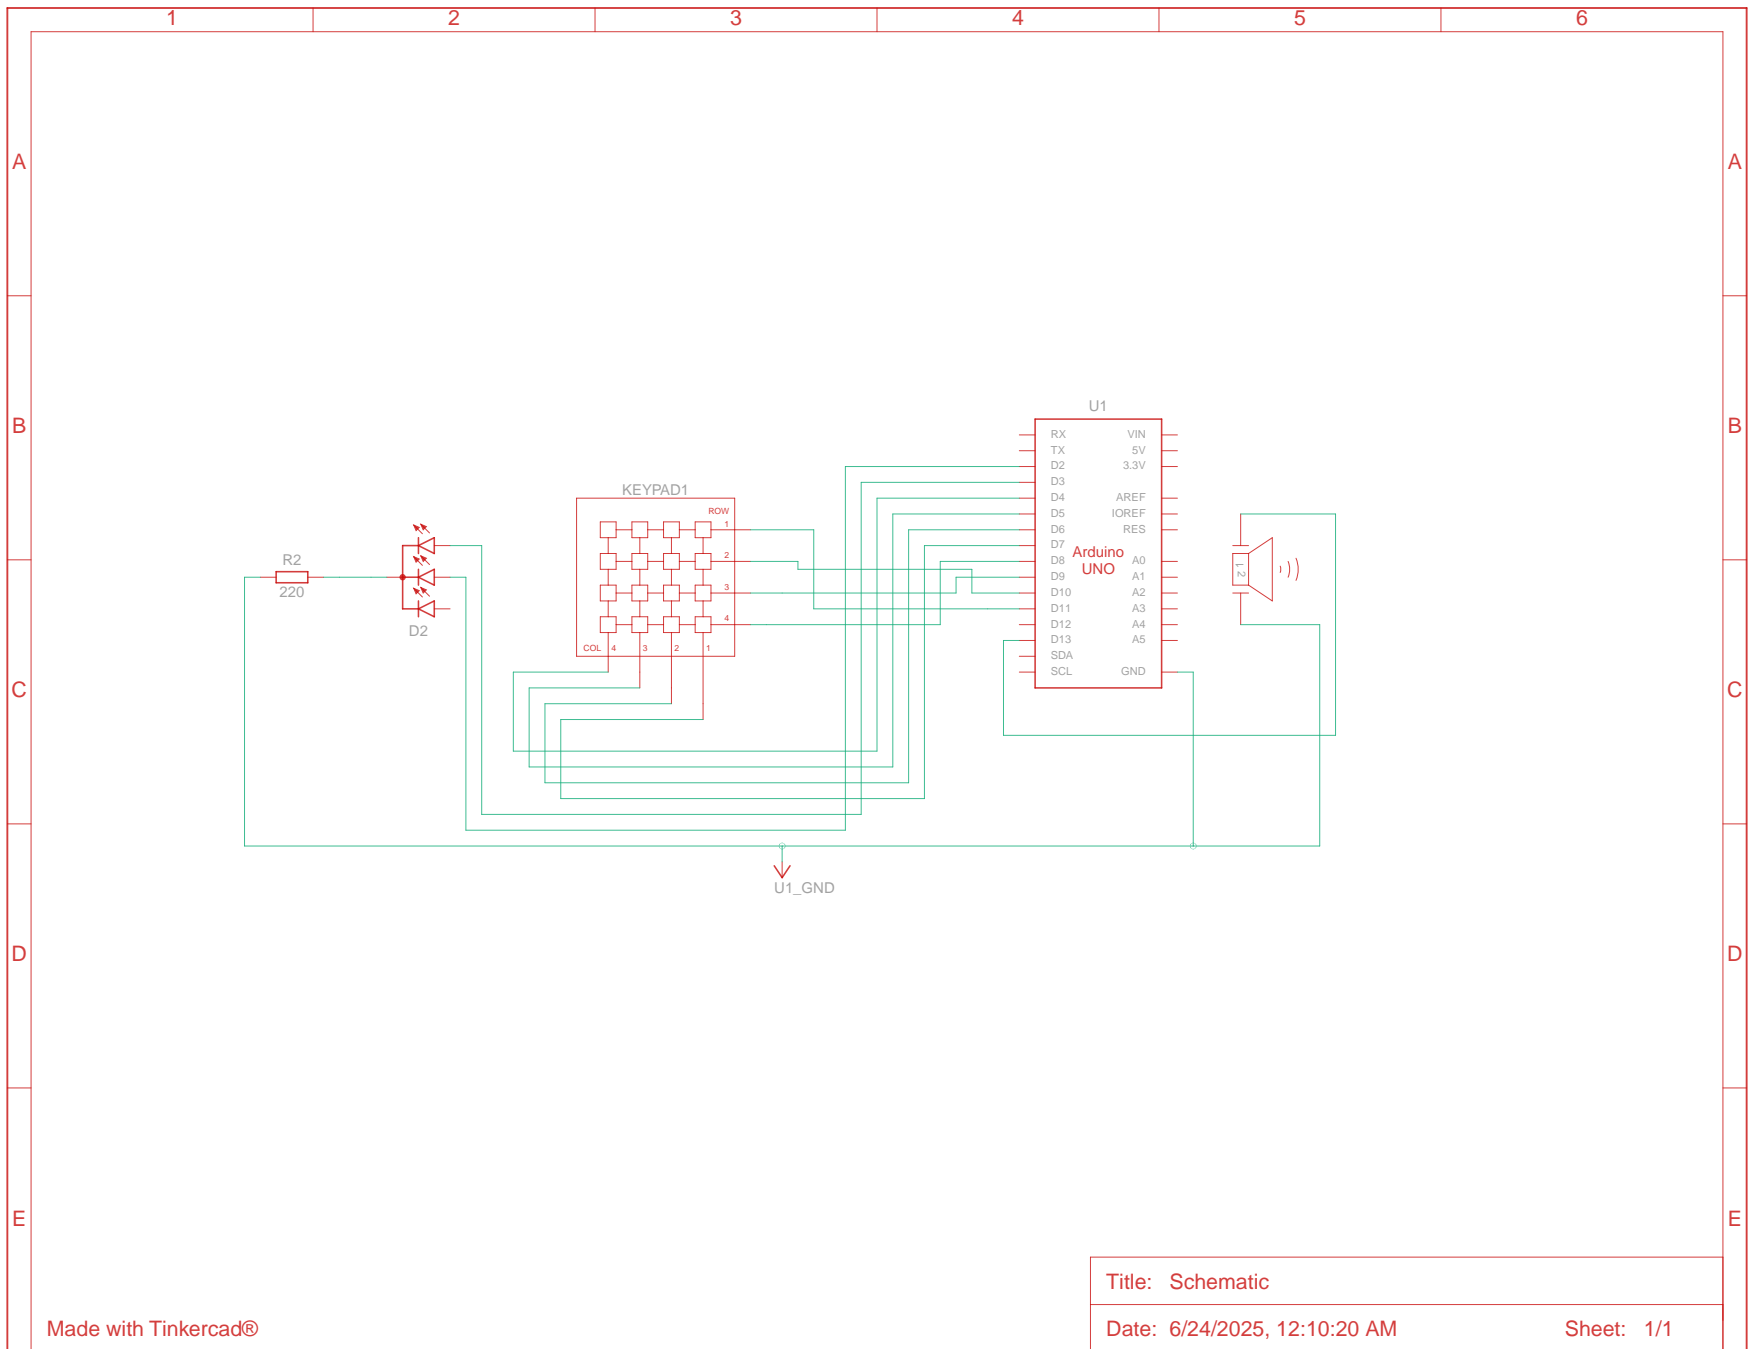 1 2 3 4 5 6
A A
B B
C C
D D
E E
U1
RX VIN
TX 5V
D2 3.3V
D3
D4 AREF
D5 IOREF
D6 RES
D7
Arduino
UNO
D8 A0
D9 A1
D10 A2
D11 A3
D12 A4
D13 A5
SDA
SCL GND
KEYPAD1
ROW
1
2
3
4
COL 4 3 2 1
R2
220
D2
1 2
U1_GND
Title: Schematic
Date: 6/24/2025, 12:10:20 AM Sheet: 1/1
Made with Tinkercad®